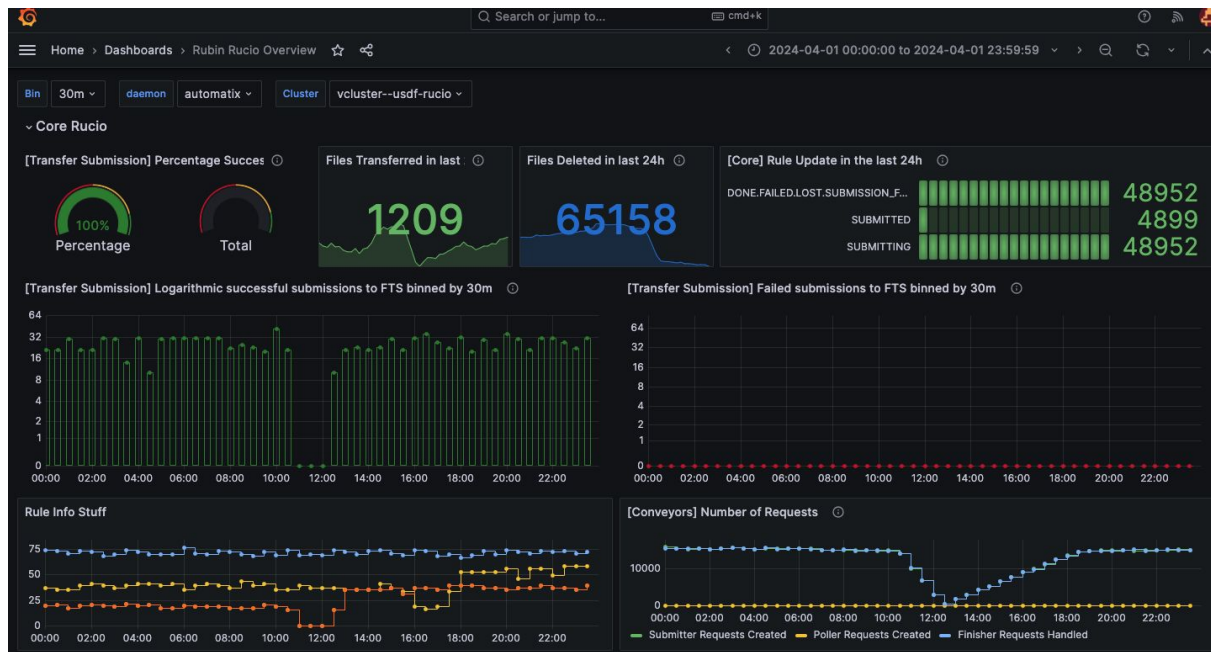 Search or jump to... cmd+k
Home > Dashboards > Rubin Rucio Overview
2024-04-01 00:00:00 to 2024-04-01 23:59:59
Bin 30m daemon automatix Cluster vcluster--usdf-rucio
Core Rucio
[Transfer Submission] Percentage Succes
100%
Percentage
Total
Files Transferred in last
1209
Files Deleted in last 24h
65158
[Core] Rule Update in the last 24h
DONE.FAILED.LOST.SUBMISSION_F... 48952
SUBMITTED 4899
SUBMITTING 48952
[Transfer Submission] Logarithmic successful submissions to FTS binned by 30m
64
32
16
8
4
2
1
0
00:00 02:00 04:00 06:00 08:00 10:00 12:00 14:00 16:00 18:00 20:00 22:00
[Transfer Submission] Failed submissions to FTS binned by 30m
64
32
16
8
4
2
1
0
00:00 02:00 04:00 06:00 08:00 10:00 12:00 14:00 16:00 18:00 20:00 22:00
Rule Info Stuff
75
50
25
0
00:00 02:00 04:00 06:00 08:00 10:00 12:00 14:00 16:00 18:00 20:00 22:00
[Conveyors] Number of Requests
10000
0
00:00 02:00 04:00 06:00 08:00 10:00 12:00 14:00 16:00 18:00 20:00 22:00
Submitter Requests Created Poller Requests Created Finisher Requests Handled